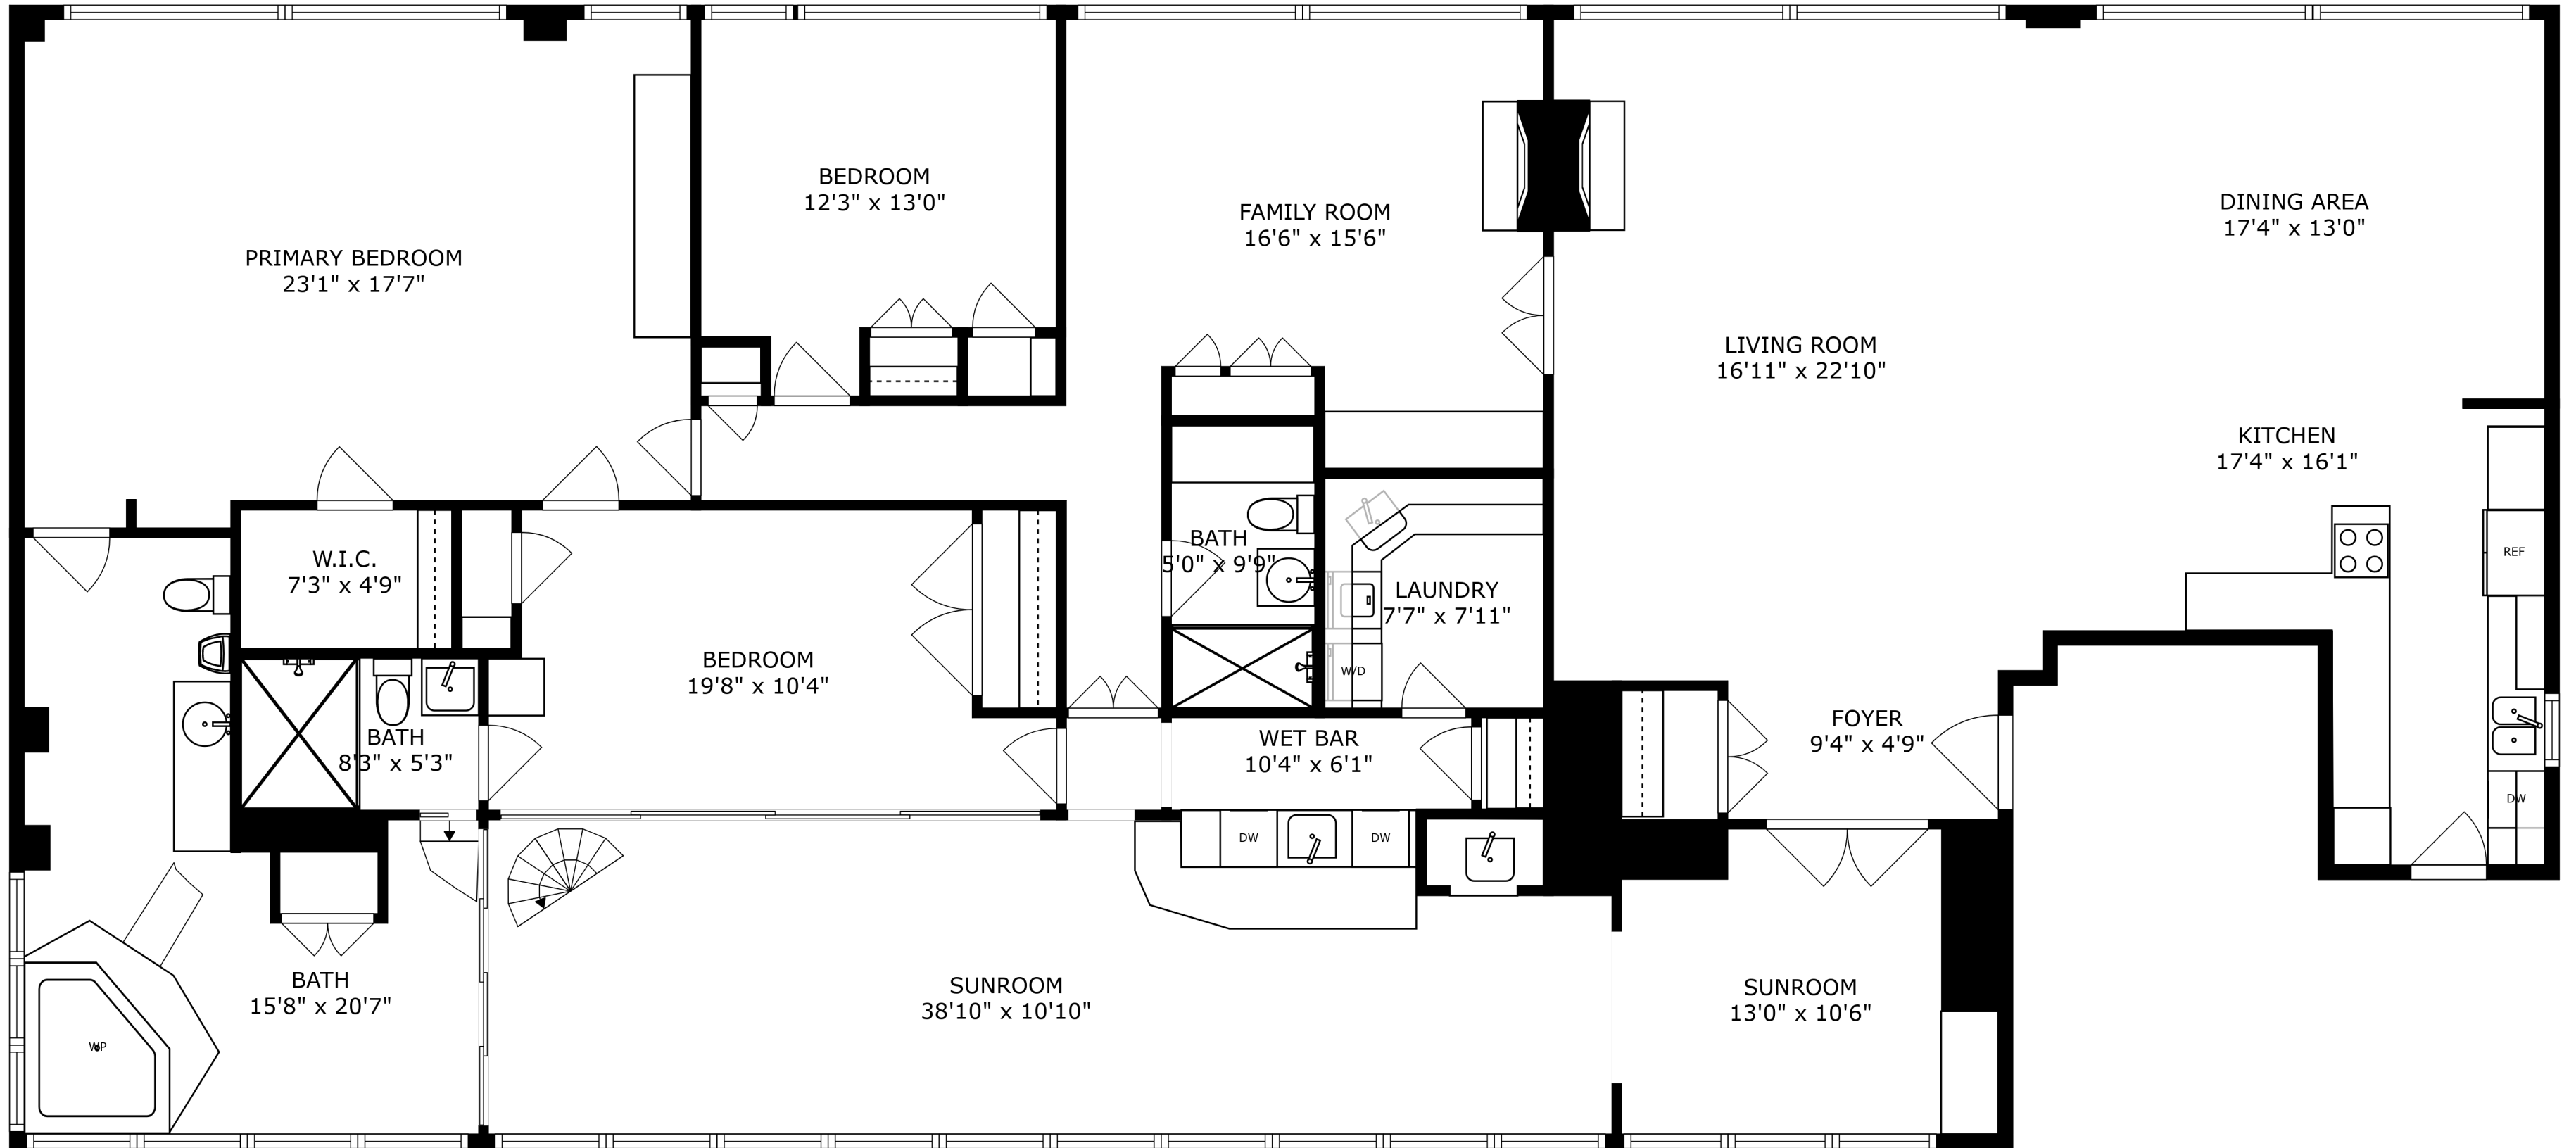 PRIMARY BEDROOM
23'1" x 17'7"
BEDROOM
12'3" x 13'0"
FAMILY ROOM
16'6" x 15'6"
DINING AREA
17'4" x 13'0"
LIVING ROOM
16'11" x 22'10"
KITCHEN
17'4" x 16'1"
REF
W.I.C.
7'3" x 4'9"
BATH
5'0" x 9'9"
LAUNDRY
7'7" x 7'11"
W/D
BEDROOM
19'8" x 10'4"
BATH
8'3" x 5'3"
WET BAR
10'4" x 6'1"
FOYER
9'4" x 4'9"
DW
DW
DW
BATH
15'8" x 20'7"
WP
SUNROOM
38'10" x 10'10"
SUNROOM
13'0" x 10'6"